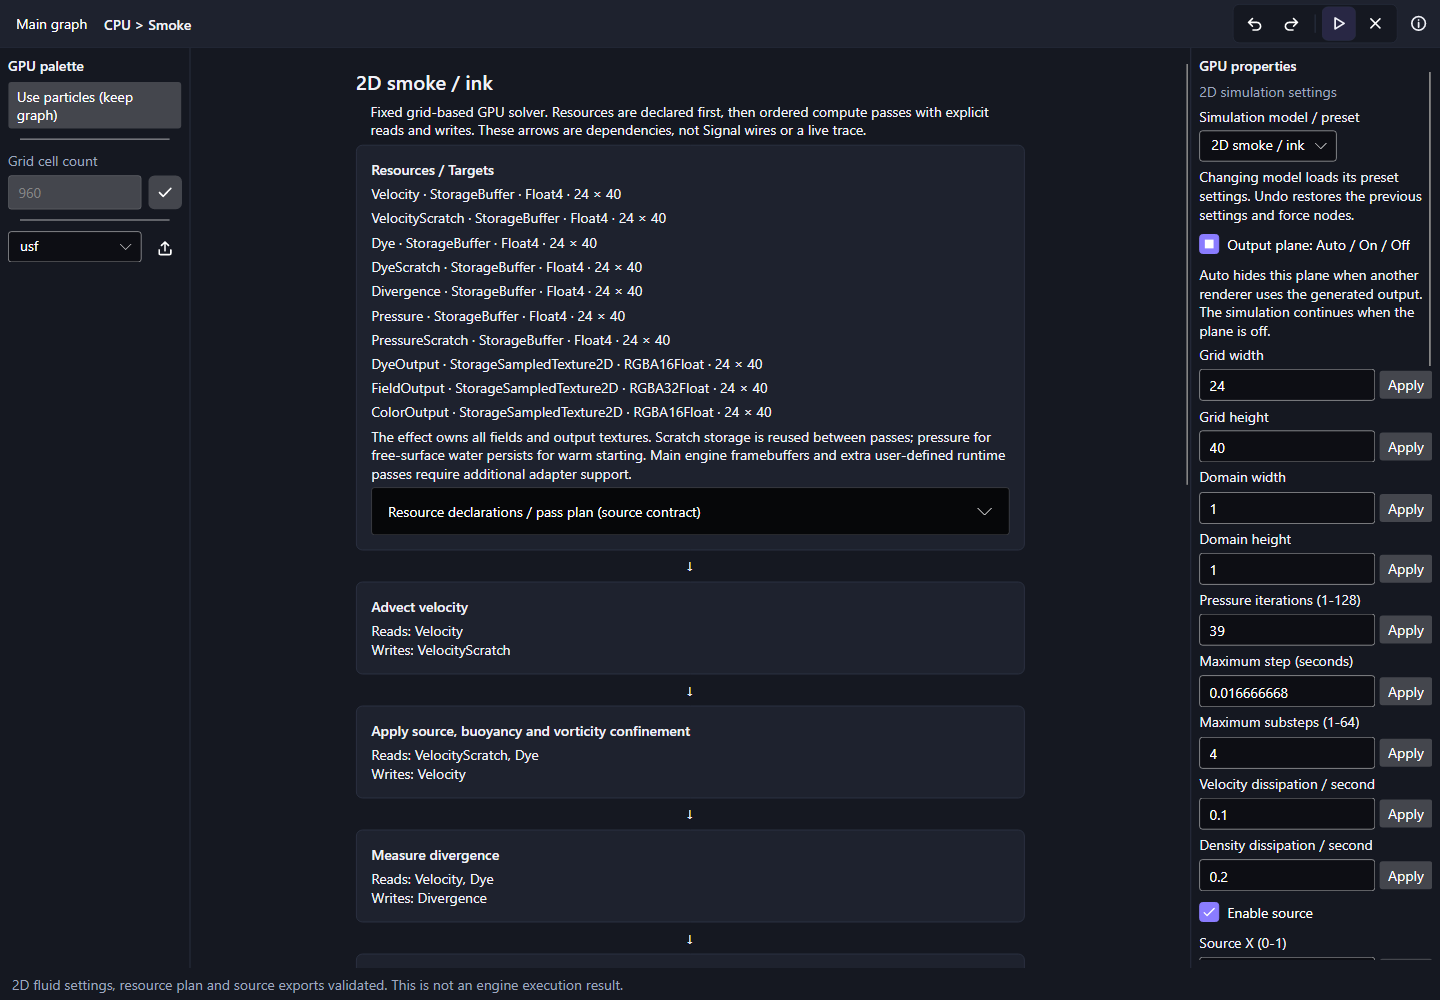 Main graph
CPU > Smoke
GPU palette
Use particles (keep
graph)
Grid cell count
960
usf
2D smoke / ink
Fixed grid-based GPU solver. Resources are declared first, then ordered compute passes with explicit
reads and writes. These arrows are dependencies, not Signal wires or a live trace.
Resources / Targets
Velocity · StorageBuffer · Float4 · 24 × 40
VelocityScratch · StorageBuffer · Float4 · 24 × 40
Dye · StorageBuffer · Float4 · 24 × 40
DyeScratch · StorageBuffer · Float4 · 24 × 40
Divergence · StorageBuffer · Float4 · 24 × 40
Pressure · StorageBuffer · Float4 · 24 × 40
PressureScratch · StorageBuffer · Float4 · 24 × 40
DyeOutput · StorageSampledTexture2D · RGBA16Float · 24 × 40
FieldOutput · StorageSampledTexture2D · RGBA32Float · 24 × 40
ColorOutput · StorageSampledTexture2D · RGBA16Float · 24 × 40
The effect owns all fields and output textures. Scratch storage is reused between passes; pressure for
free-surface water persists for warm starting. Main engine framebuffers and extra user-defined runtime
passes require additional adapter support.
Resource declarations / pass plan (source contract)
↓
Advect velocity
Reads: Velocity
Writes: VelocityScratch
↓
Apply source, buoyancy and vorticity confinement
Reads: VelocityScratch, Dye
Writes: Velocity
↓
Measure divergence
Reads: Velocity, Dye
Writes: Divergence
↓
GPU properties
2D simulation settings
Simulation model / preset
2D smoke / ink
Changing model loads its preset
settings. Undo restores the previous
settings and force nodes.
Output plane: Auto / On / Off
Auto hides this plane when another
renderer uses the generated output.
The simulation continues when the
plane is off.
Grid width
24 Apply
Grid height
40 Apply
Domain width
1 Apply
Domain height
1 Apply
Pressure iterations (1-128)
39 Apply
Maximum step (seconds)
0.016666668 Apply
Maximum substeps (1-64)
4 Apply
Velocity dissipation / second
0.1 Apply
Density dissipation / second
0.2 Apply
Enable source
Source X (0-1)
2D fluid settings, resource plan and source exports validated. This is not an engine execution result.